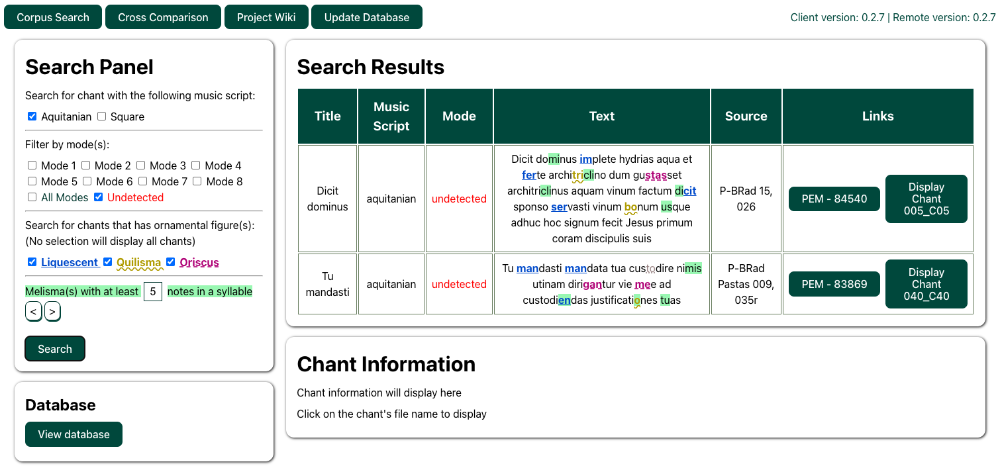 Corpus Search Cross Comparison Project Wiki Update Database Client version: 0.2.7 | Remote version: 0.2.7
Search Panel
Search for chant with the following music script:
Aquitanian Square
Filter by mode(s):
Mode 1 Mode 2 Mode 3 Mode 4
Mode 5 Mode 6 Mode 7 Mode 8
All Modes Undetected
Search for chants that has ornamental figure(s):
(No selection will display all chants)
Liquescent Quilisma Oriscus
Melisma(s) with at least 5 notes in a syllable
< >
Search
Database
View database
Search Results
Title Music Script Mode Text Source Links
Dicit dominus
aquitanian
undetected
Dicit dominus implete hydrias aqua et
ferte architriclino dum gustasset
architriclinus aquam vinum factum dicit
sponso servasti vinum bonum usque
adhuc hoc signum fecit Jesus primum
coram discipulis suis
P-BRad 15,
026
PEM - 84540
Display
Chant
005_C05
Tu
mandasti
aquitanian
undetected
Tu mandasti mandata tua custodire nimis
utinam dirigantur vie mee ad
custodiendas justificationes tuas
P-BRad
Pastas 009,
035r
PEM - 83869
Display
Chant
040_C40
Chant Information
Chant information will display here
Click on the chant's file name to display